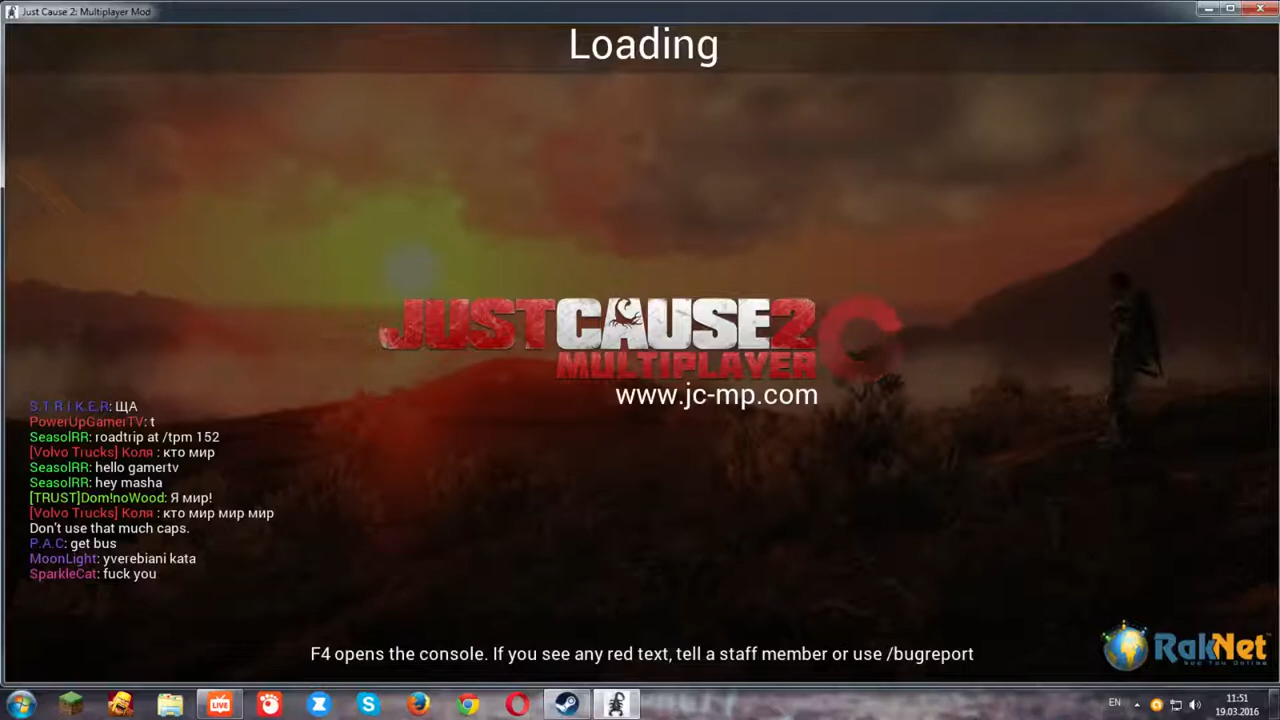 Just Cause 2: Multiplayer Mod
Loading
JUST CAUSE 2
MULTIPLAYER
www.jc-mp.com
S.T.R.I.K.E.R: ЩА
PowerUpGamerTV: t
SeasolRR: roadtrip at /tpm 152
[Volvo Trucks] Коля : кто мир
SeasolRR: hello gamertv
SeasolRR: hey masha
[TRUST]Dom!noWood: Я мир!
[Volvo Trucks] Коля : кто мир мир мир
Don't use that much caps.
P.A.C: get bus
MoonLight: yverebiani kata
SparkleCat: fuck you
RakNet
See You Online
F4 opens the console. If you see any red text, tell a staff member or use /bugreport
LIVE
EN
11:51
19.03.2016